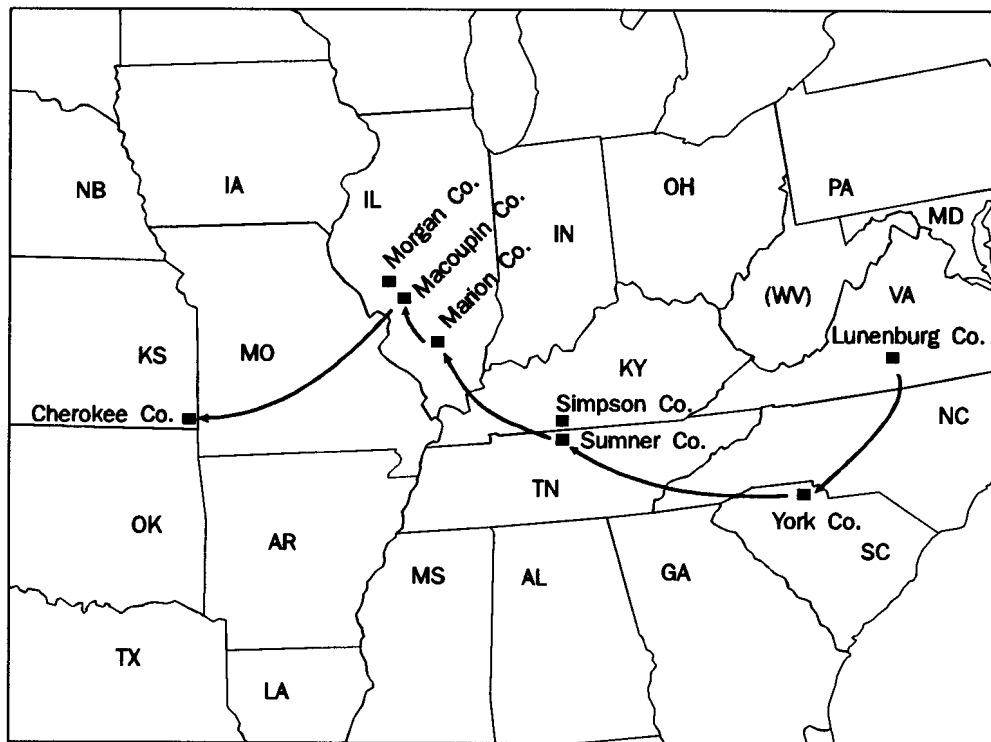 NB
IA
IL
Morgan Co.
Macoupin Co.
Marion Co.
IN
OH
PA
MD
(WV)
VA
Lunenburg Co.
KS
MO
KY
Cherokee Co.
Simpson Co.
Sumner Co.
NC
TN
York Co.
SC
OK
AR
MS
AL
GA
TX
LA